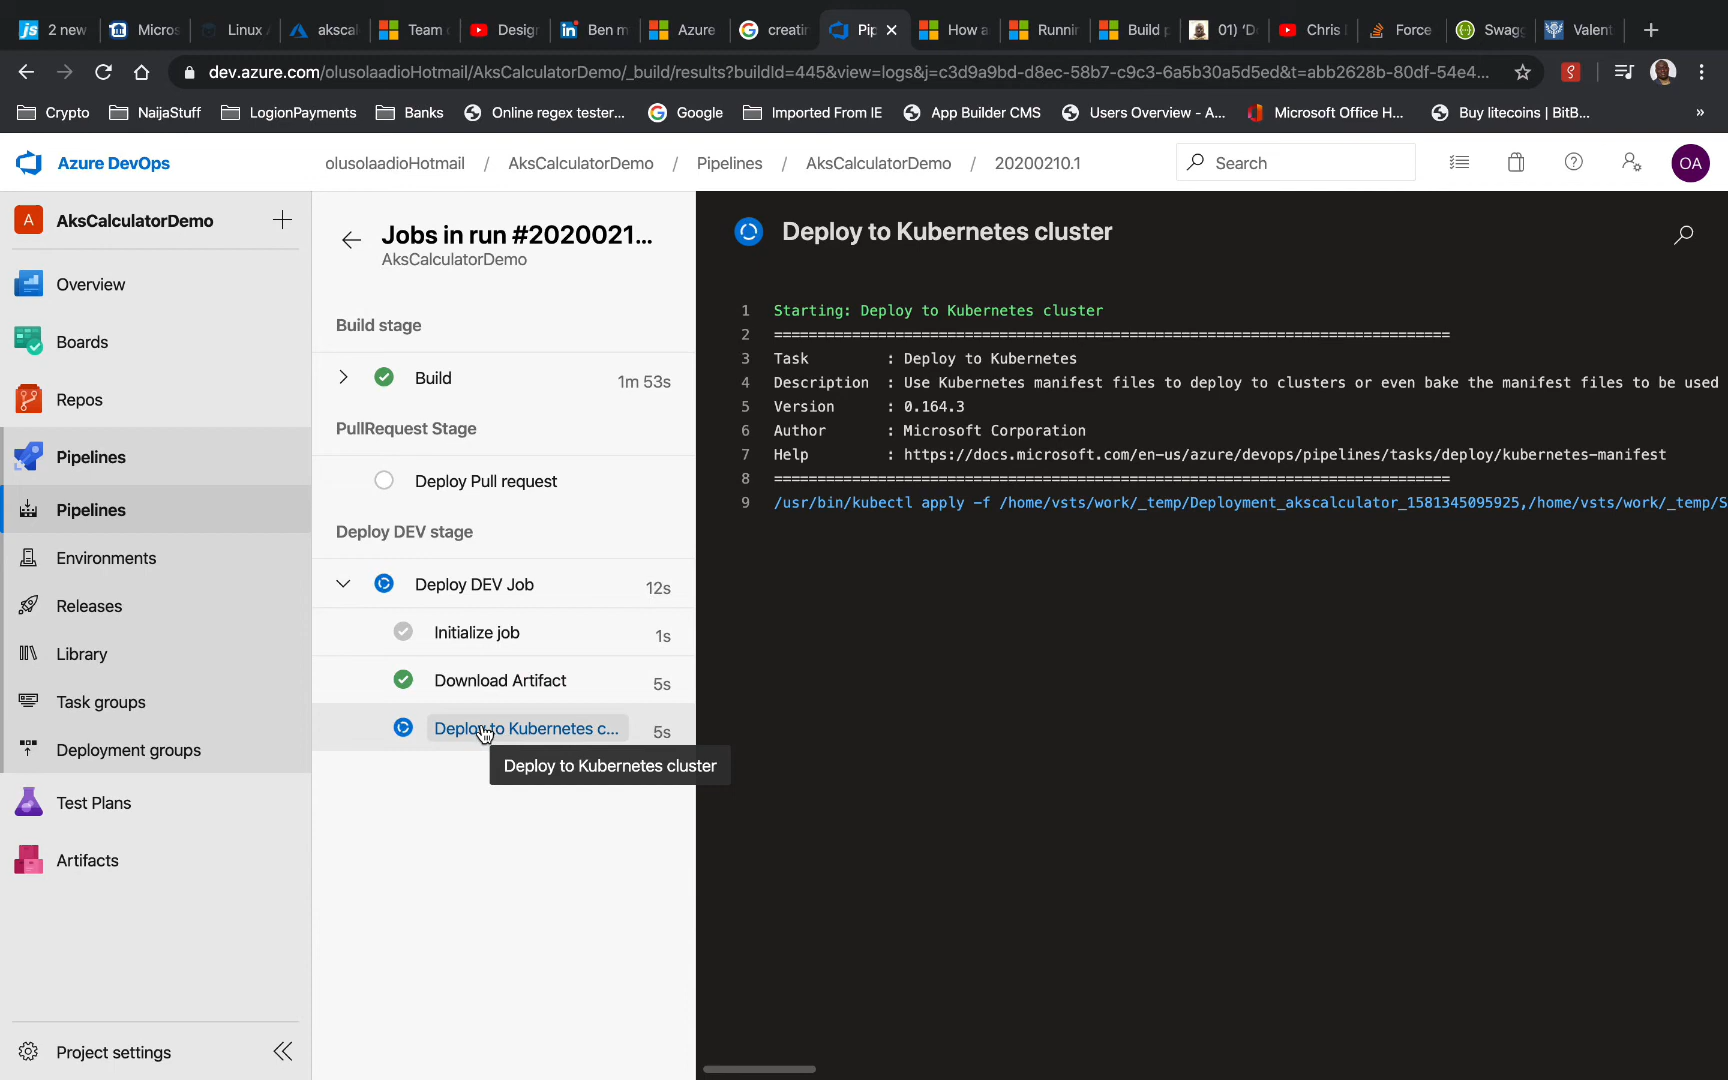 2 new
Micros
Linux
akscal
Team
Desig
Ben m
Azure
creatin
Pip
How a
Runnin
Build p
01) 'D
Chris
Force
Swag
Valent
dev.azure.com/olusolaadioHotmail/AksCalculatorDemo/_build/results?buildId=445&view=logs&j=c3d9a9bd-d8ec-58b7-c9c3-6a5b30a5d5ed&t=abb2628b-80df-54e4...
Crypto
NaijaStuff
LogionPayments
Banks
Online regex tester...
Google
Imported From IE
App Builder CMS
Users Overview - A...
Microsoft Office H...
Buy litecoins | BitB...
»
Azure DevOps
olusolaadioHotmail / AksCalculatorDemo / Pipelines / AksCalculatorDemo / 20200210.1
Search
OA
A AksCalculatorDemo
Overview
Boards
Repos
Pipelines
Pipelines
Environments
Releases
Library
Task groups
Deployment groups
Test Plans
Artifacts
Project settings
Jobs in run #2020021...
AksCalculatorDemo
Build stage
Build 1m 53s
PullRequest Stage
Deploy Pull request
Deploy DEV stage
Deploy DEV Job 12s
Initialize job 1s
Download Artifact 5s
Deploy to Kubernetes c... 5s
Deploy to Kubernetes cluster
Deploy to Kubernetes cluster
1 Starting: Deploy to Kubernetes cluster
2 ==============================================================================
3 Task : Deploy to Kubernetes
4 Description : Use Kubernetes manifest files to deploy to clusters or even bake the manifest files to be used
5 Version : 0.164.3
6 Author : Microsoft Corporation
7 Help : https://docs.microsoft.com/en-us/azure/devops/pipelines/tasks/deploy/kubernetes-manifest
8 ==============================================================================
9 /usr/bin/kubectl apply -f /home/vsts/work/_temp/Deployment_akscalculator_1581345095925,/home/vsts/work/_temp/S